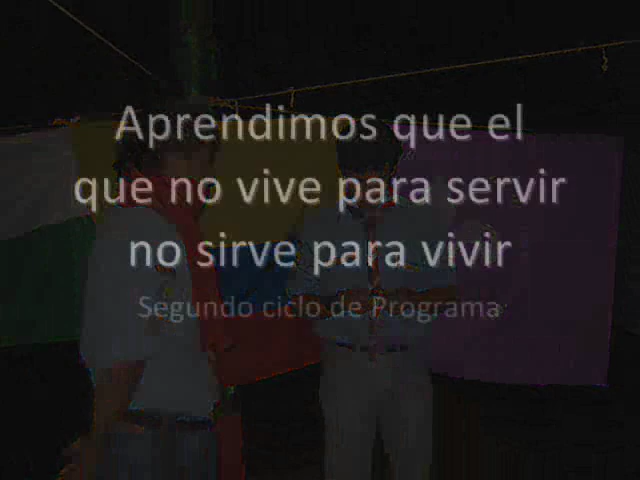 Aprendimos que el
que no vive para servir
no sirve para vivir
Segundo ciclo de Programa